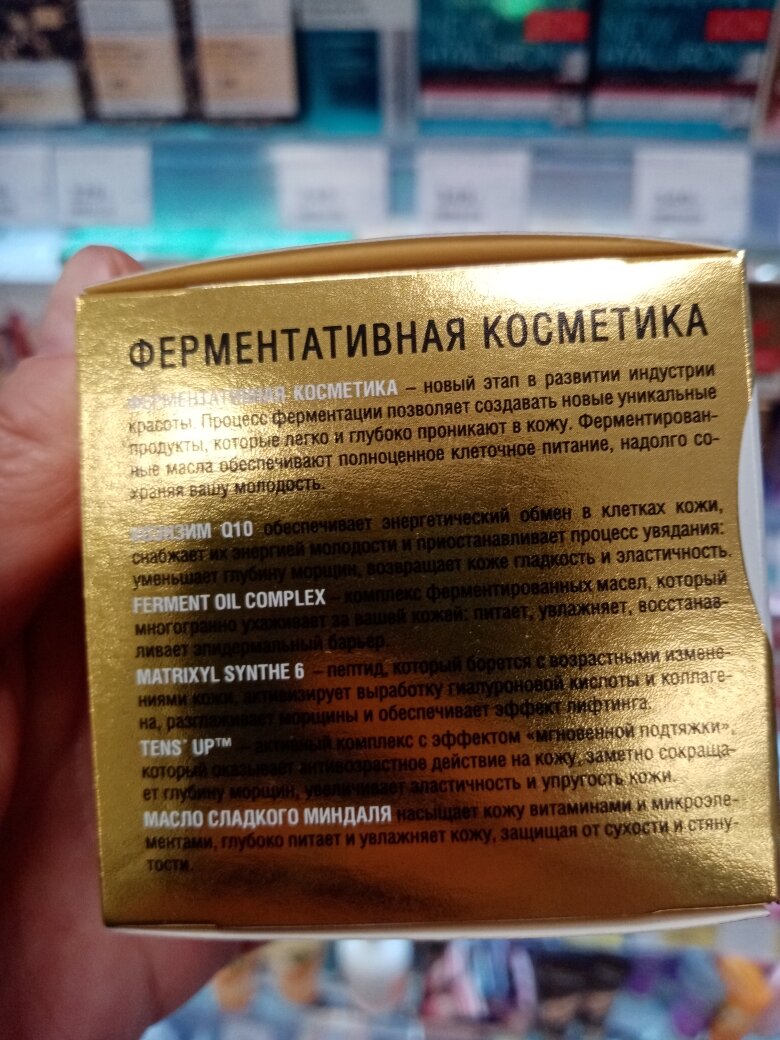 NEW
HYALURON
NEW
HYALURON
ФЕРМЕНТАТИВНАЯ КОСМЕТИКА
ФЕРМЕНТАТИВНАЯ КОСМЕТИКА – новый этап в развитии индустрии
красоты. Процесс ферментации позволяет создавать новые уникальные
продукты, которые легко и глубоко проникают в кожу. Ферментирован-
ные масла обеспечивают полноценное клеточное питание, надолго со-
храняя вашу молодость.
КОЭНЗИМ Q10 обеспечивает энергетический обмен в клетках кожи,
снабжает их энергией молодости и приостанавливает процесс увядания:
уменьшает глубину морщин, возвращает коже гладкость и эластичность.
FERMENT OIL COMPLEX – комплекс ферментированных масел, который
многогранно ухаживает за вашей кожей: питает, увлажняет, восстанав-
ливает эпидермальный барьер.
MATRIXYL SYNTHE 6 – пептид, который борется с возрастными измене-
ниями кожи, активизирует выработку гиалуроновой кислоты и коллаге-
на, разглаживает морщины и обеспечивает эффект лифтинга.
TENS' UP™ – активный комплекс с эффектом «мгновенной подтяжки»,
который оказывает антивозрастное действие на кожу, заметно сокраща-
ет глубину морщин, увеличивает эластичность и упругость кожи.
МАСЛО СЛАДКОГО МИНДАЛЯ насыщает кожу витаминами и микроэле-
ментами, глубоко питает и увлажняет кожу, защищая от сухости и стяну-
тости.